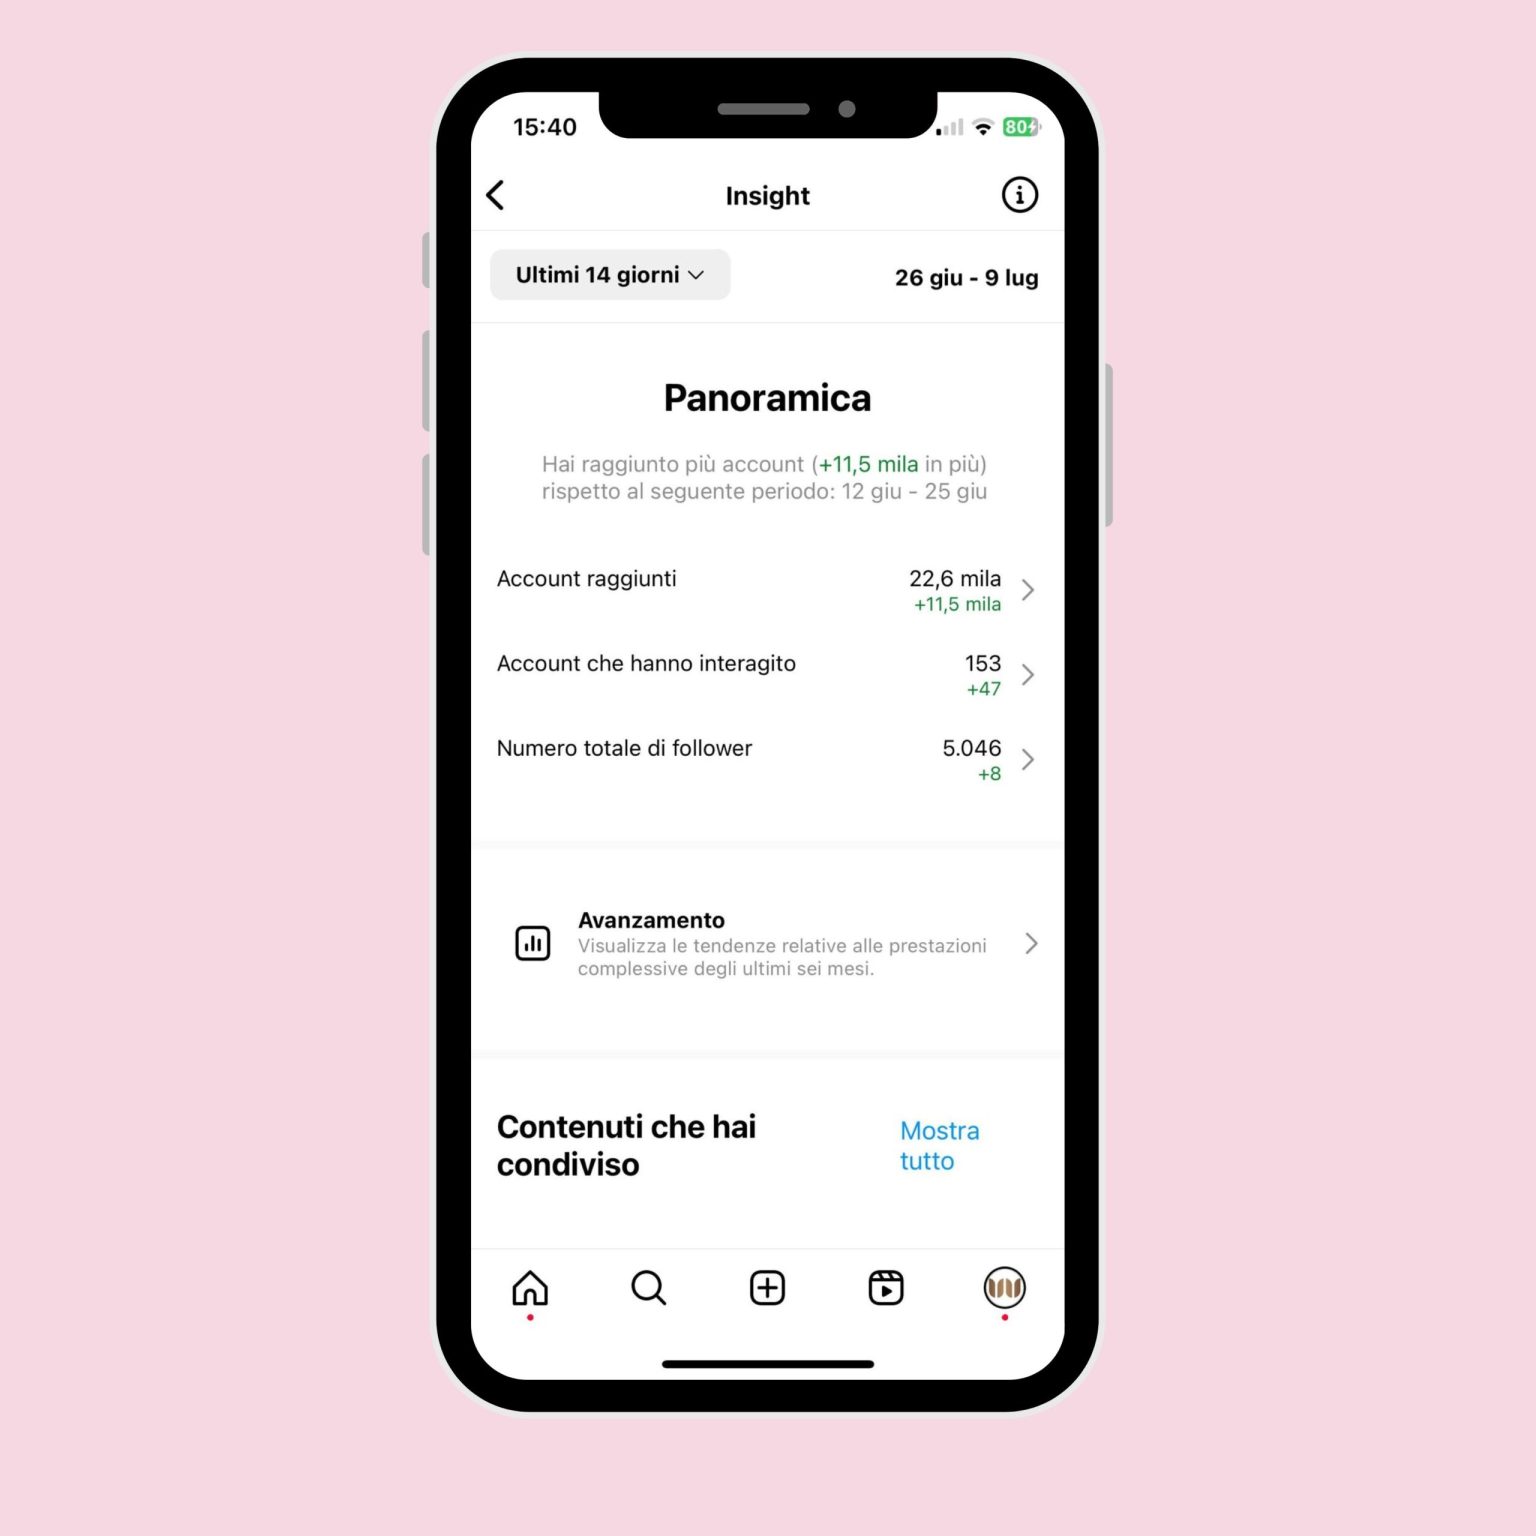 15:40
80
Insight
Ultimi 14 giorni
26 giu - 9 lug
Panoramica
Hai raggiunto più account (+11,5 mila in più)
rispetto al seguente periodo: 12 giu - 25 giu
Account raggiunti
22,6 mila
+11,5 mila
Account che hanno interagito
153
+47
Numero totale di follower
5.046
+8
Avanzamento
Visualizza le tendenze relative alle prestazioni
complessive degli ultimi sei mesi.
Contenuti che hai
condiviso
Mostra
tutto